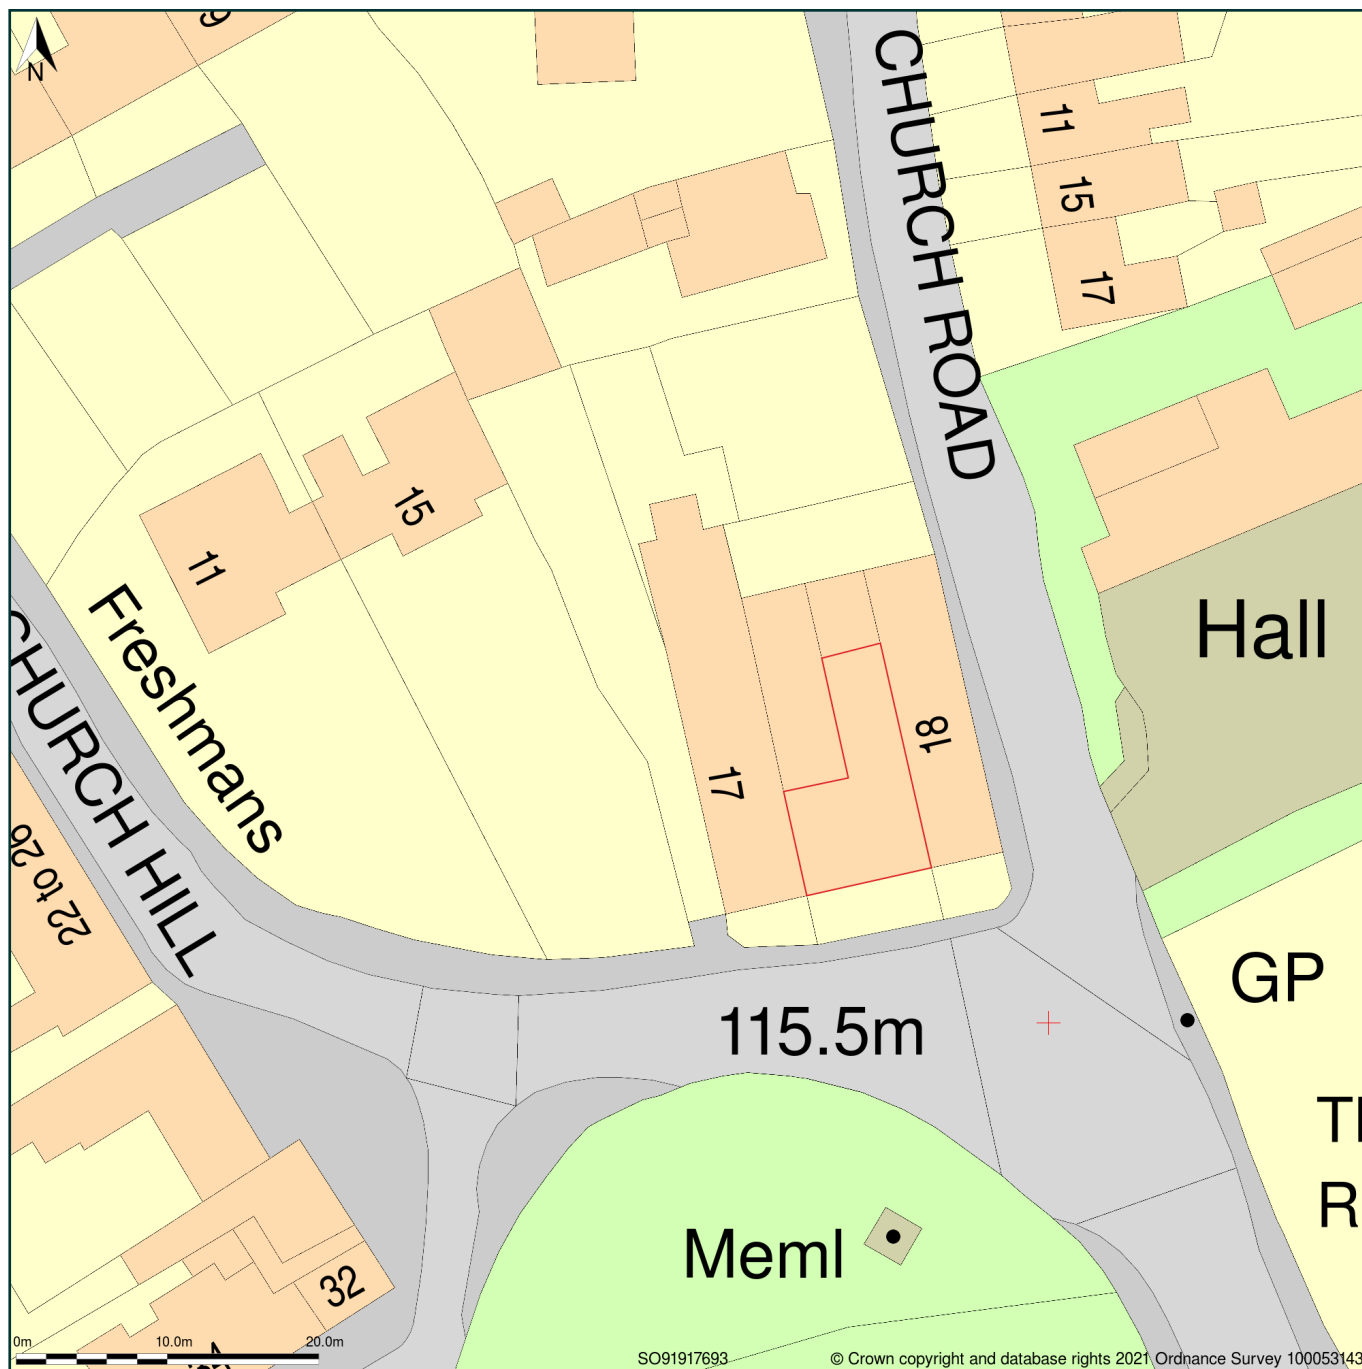 9
N
CHURCH ROAD
11
15
17
15
11
Hall
Freshmans
18
17
CHURCH HILL
22 to 26
GP
115.5m
Meml
32
0m 10.0m 20.0m
SO91917693
© Crown copyright and database rights 2021 Ordnance Survey 100053143